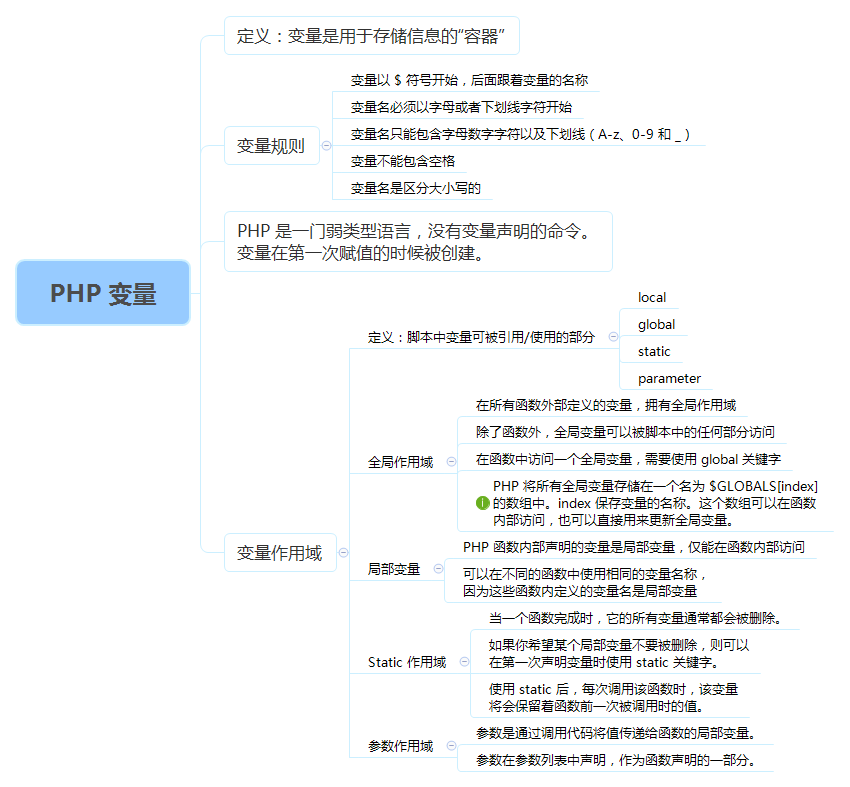 PHP 变量
定义：变量是用于存储信息的“容器”
变量规则
变量以 $ 符号开始，后面跟着变量的名称
变量名必须以字母或者下划线字符开始
变量名只能包含字母数字字符以及下划线（A-z、0-9 和 _ ）
变量不能包含空格
变量名是区分大小写的
PHP 是一门弱类型语言，没有变量声明的命令。
变量在第一次赋值的时候被创建。
变量作用域
定义：脚本中变量可被引用/使用的部分
local
global
static
parameter
全局作用域
在所有函数外部定义的变量，拥有全局作用域
除了函数外，全局变量可以被脚本中的任何部分访问
在函数中访问一个全局变量，需要使用 global 关键字
PHP 将所有全局变量存储在一个名为 $GLOBALS[index]
的数组中。index 保存变量的名称。这个数组可以在函数
内部访问，也可以直接用来更新全局变量。
局部变量
PHP 函数内部声明的变量是局部变量，仅能在函数内部访问
可以在不同的函数中使用相同的变量名称，
因为这些函数内定义的变量名是局部变量
Static 作用域
当一个函数完成时，它的所有变量通常都会被删除。
如果你希望某个局部变量不要被删除，则可以
在第一次声明变量时使用 static 关键字。
使用 static 后，每次调用该函数时，该变量
将会保留着函数前一次被调用时的值。
参数作用域
参数是通过调用代码将值传递给函数的局部变量。
参数在参数列表中声明，作为函数声明的一部分。